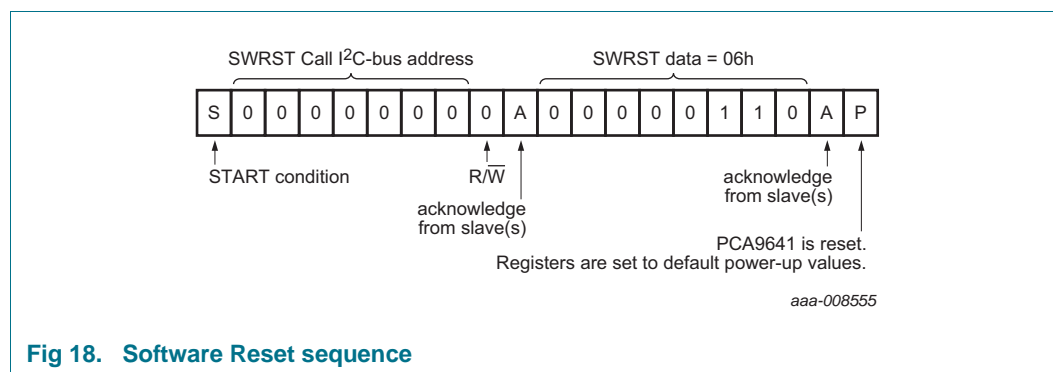 SWRST Call I2C-bus address SWRST data = 06h
S 0 0 0 0 0 0 0 0 A 0 0 0 0 0 1 1 0 A P
START condition R/W̅ acknowledge
acknowledge from slave(s)
from slave(s)
PCA9641 is reset.
Registers are set to default power-up values.
aaa-008555
Fig 18. Software Reset sequence